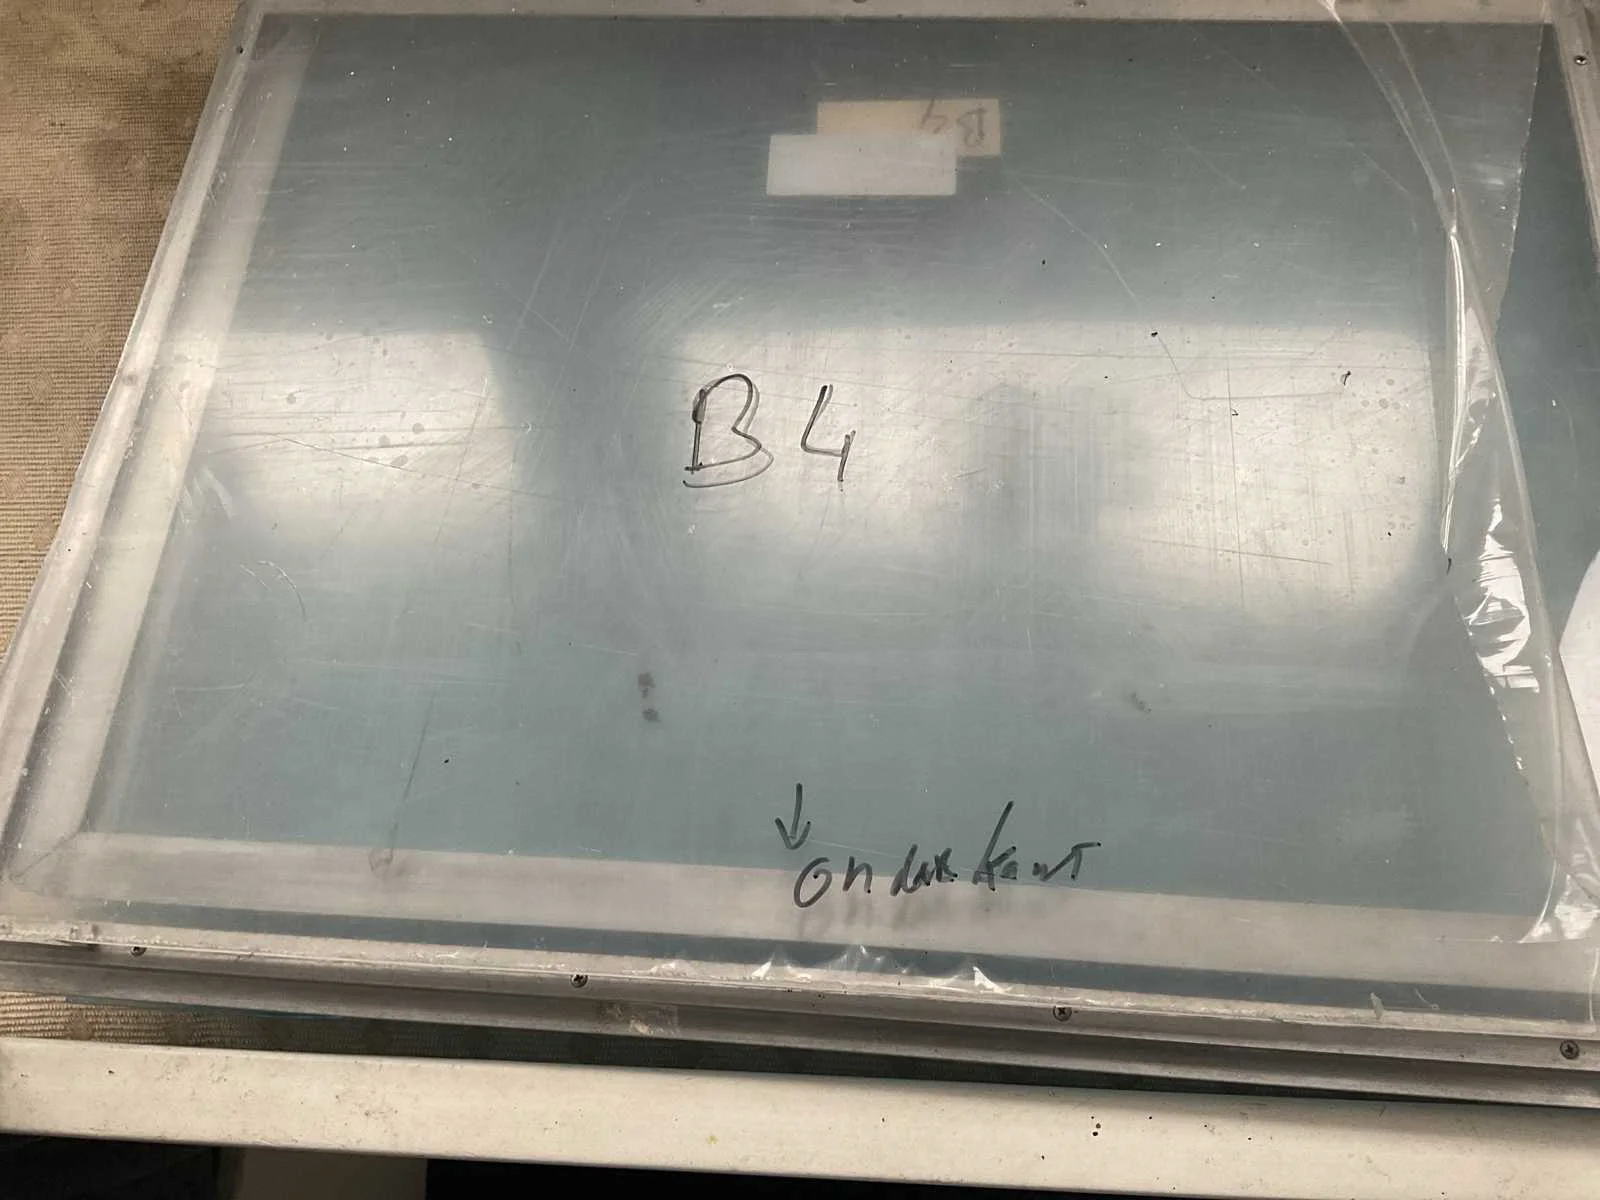 B4
B4
↓
onderkant